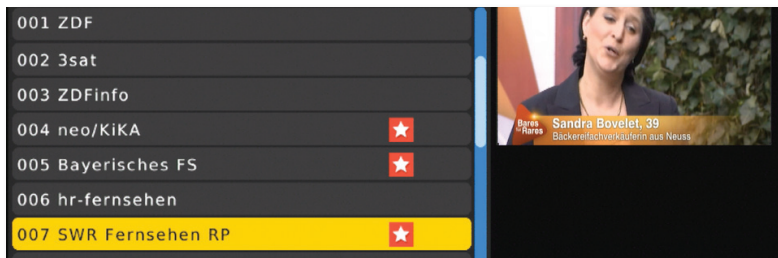 001 ZDF
002 3sat
003 ZDFinfo
004 neo/KiKA
005 Bayerisches FS
006 hr-fernsehen
007 SWR Fernsehen RP
Bares
für Rares
Sandra Bovelet, 39
Bäckereifachverkäuferin aus Neuss